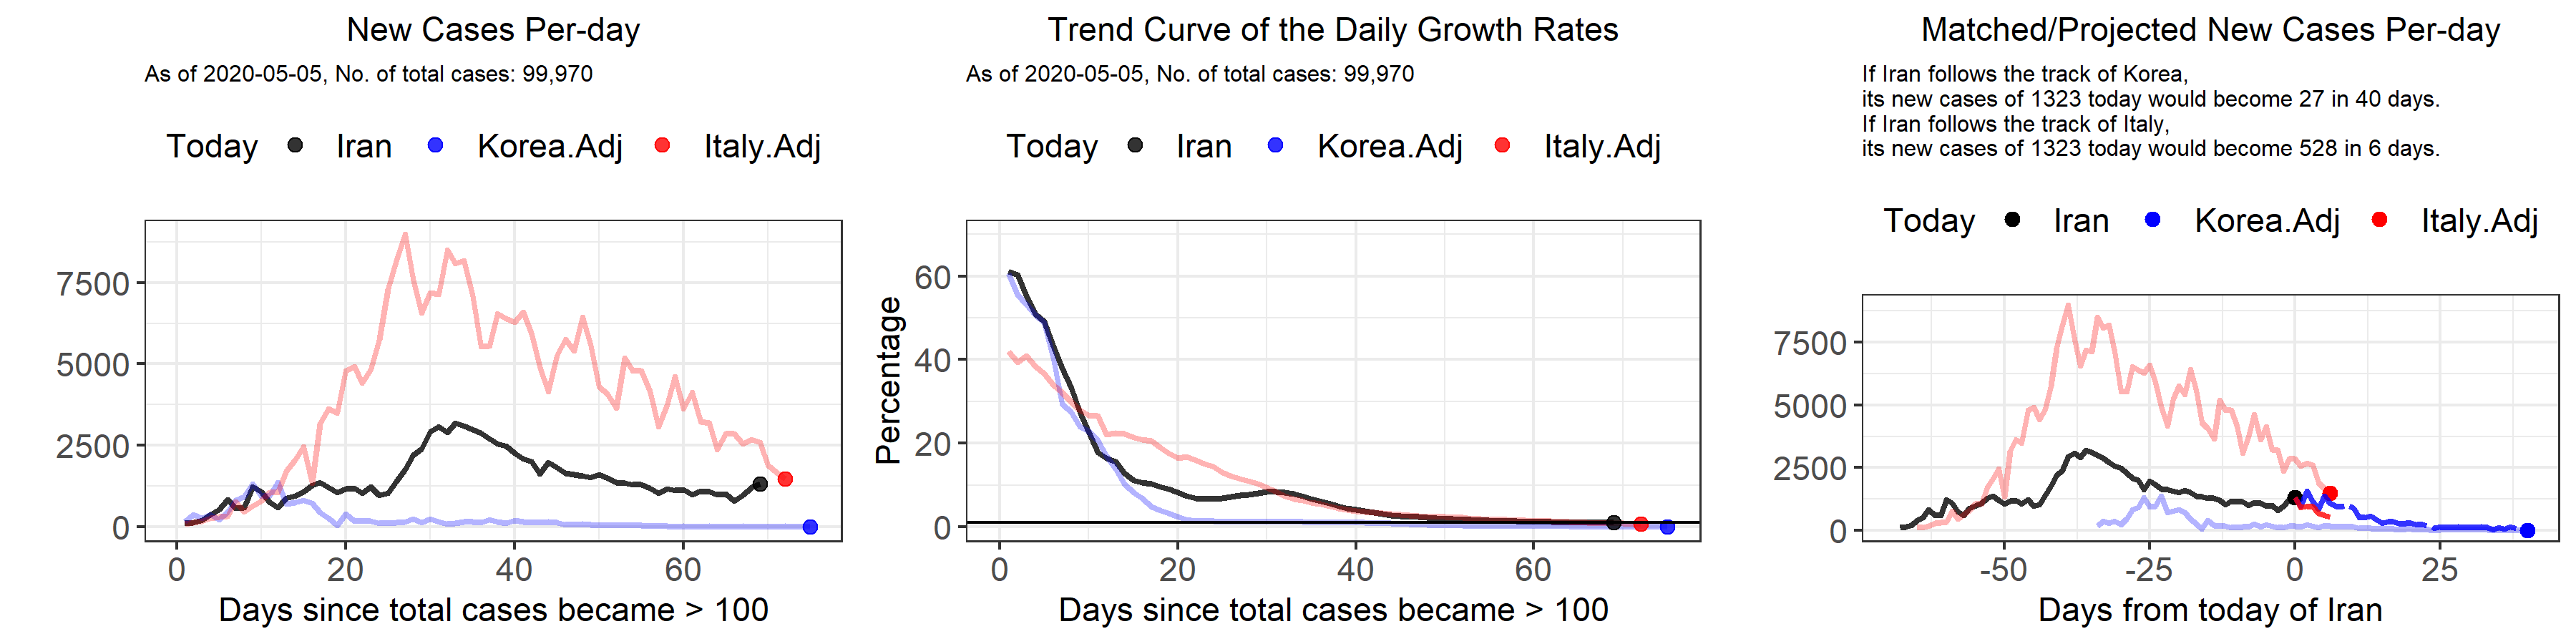 New Cases Per-day
As of 2020-05-05, No. of total cases: 99,970
Today Iran Korea.Adj Italy.Adj
7500
5000
2500
0
0 20 40 60
Days since total cases became > 100
Trend Curve of the Daily Growth Rates
As of 2020-05-05, No. of total cases: 99,970
Today Iran Korea.Adj Italy.Adj
Percentage
60
40
20
0
0 20 40 60
Days since total cases became > 100
Matched/Projected New Cases Per-day
If Iran follows the track of Korea,
its new cases of 1323 today would become 27 in 40 days.
If Iran follows the track of Italy,
its new cases of 1323 today would become 528 in 6 days.
Today Iran Korea.Adj Italy.Adj
7500
5000
2500
0
-50 -25 0 25
Days from today of Iran